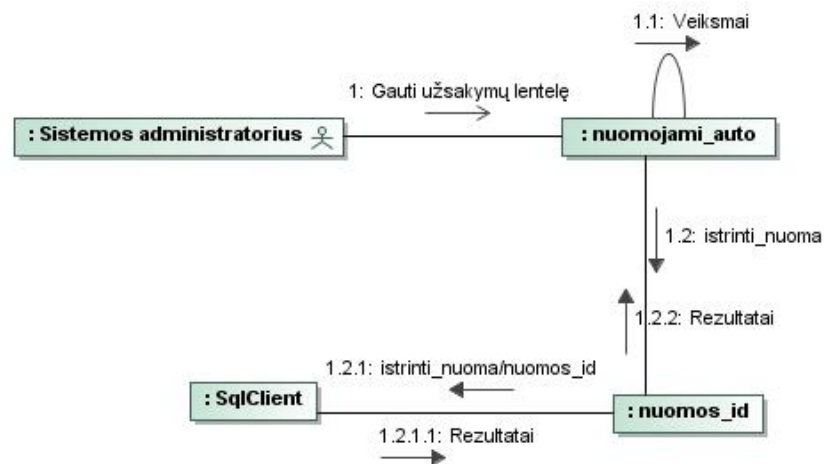 1.1: Veiksmai
1: Gauti užsakymų lentelę
: Sistemos administratorius
: nuomojami_auto
1.2: istrinti_nuoma
1.2.2: Rezultatai
1.2.1: istrinti_nuoma/nuomos_id
: SqlClient
: nuomos_id
1.2.1.1: Rezultatai